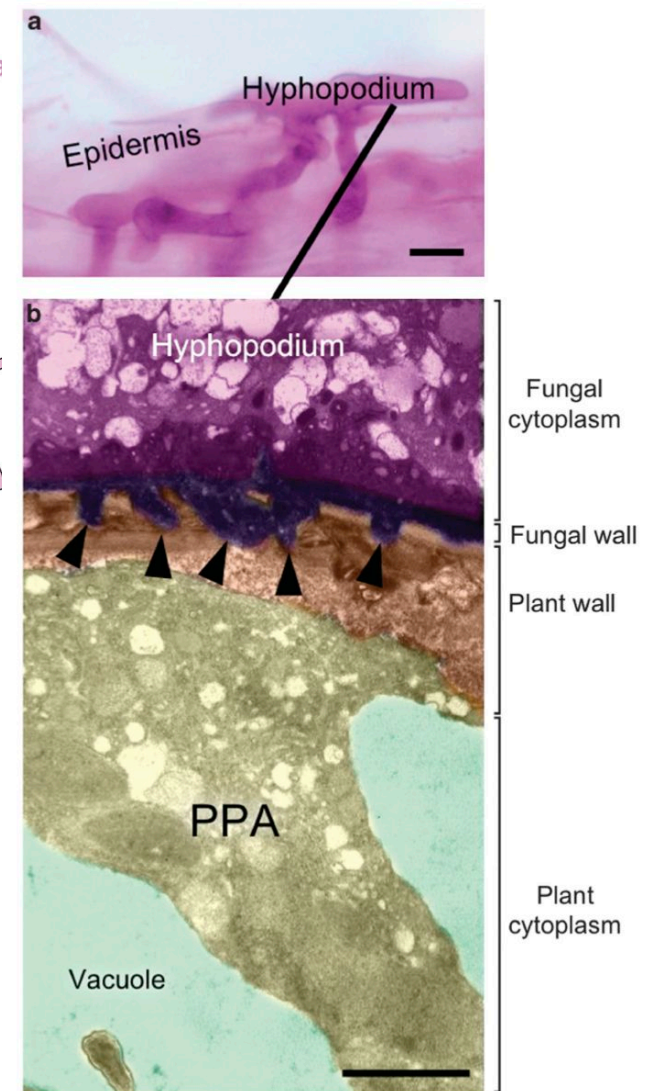 a
Hyphopodium
Epidermis
b
Hyphopodium
Fungal
cytoplasm
Fungal wall
Plant wall
PPA
Plant
cytoplasm
Vacuole